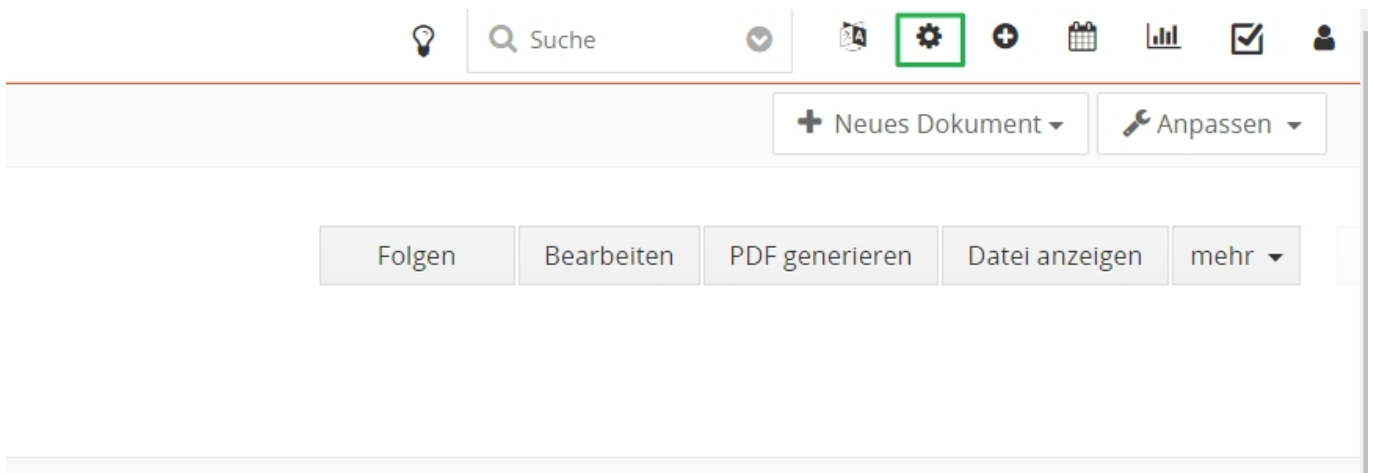 Suche
Neues Dokument Anpassen
Folgen Bearbeiten PDF generieren Datei anzeigen mehr